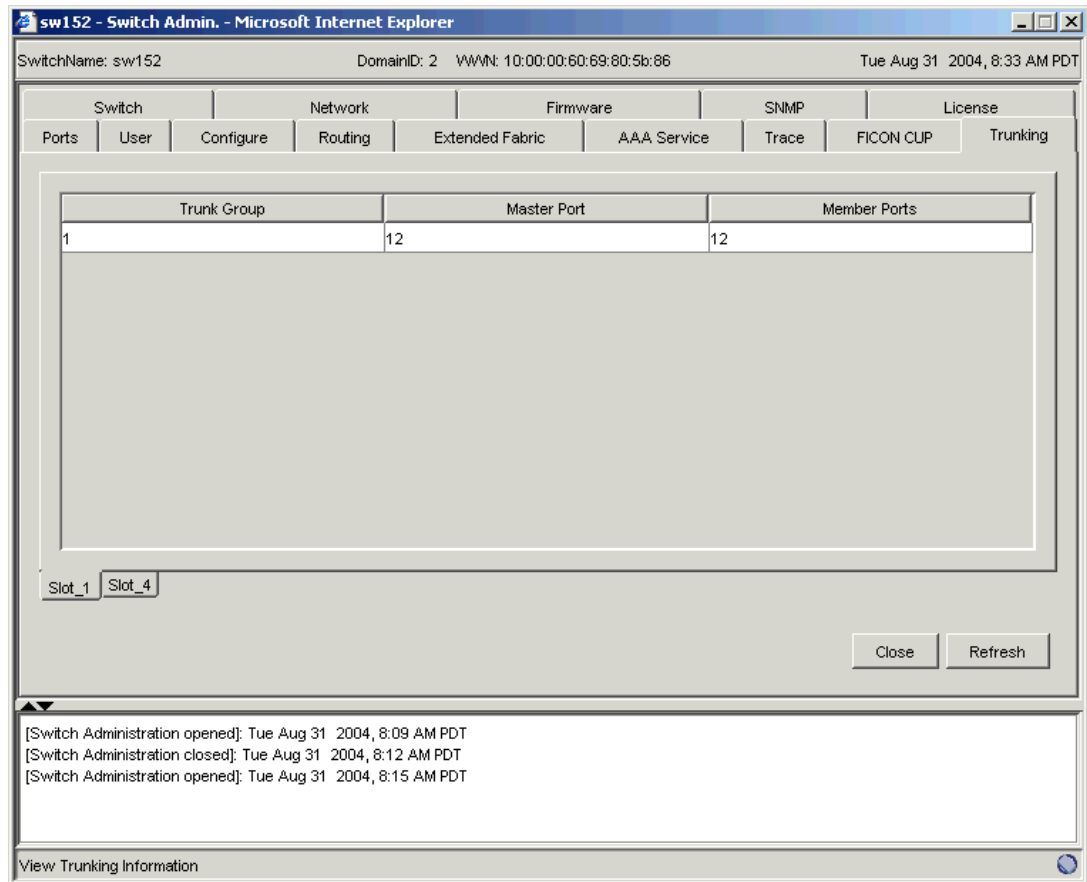 sw152 - Switch Admin. - Microsoft Internet Explorer
SwitchName: sw152 DomainID: 2 WWN: 10:00:00:60:69:80:5b:86 Tue Aug 31 2004, 8:33 AM PDT
Switch Network Firmware SNMP License
Ports User Configure Routing Extended Fabric AAA Service Trace FICON CUP Trunking
Trunk Group Master Port Member Ports
1 12 12
Slot_1 Slot_4
Close Refresh
[Switch Administration opened]: Tue Aug 31 2004, 8:09 AM PDT
[Switch Administration closed]: Tue Aug 31 2004, 8:12 AM PDT
[Switch Administration opened]: Tue Aug 31 2004, 8:15 AM PDT
View Trunking Information